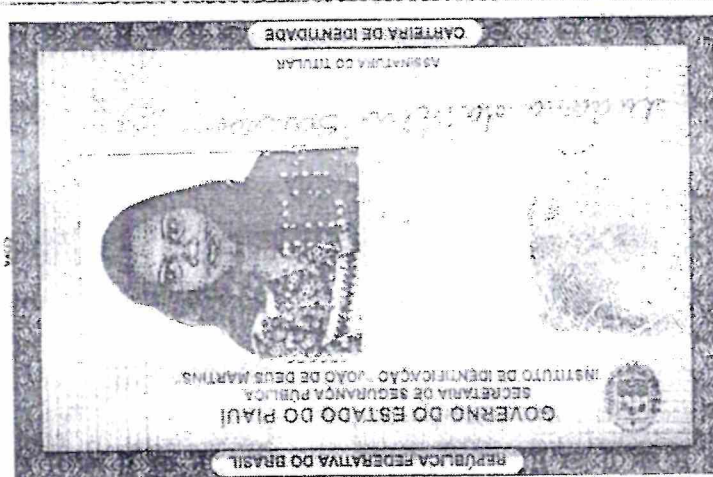 REPÚBLICA FEDERATIVA DO BRASIL
GOVERNO DO ESTADO DO PIAUÍ
SECRETARIA DE SEGURANÇA PÚBLICA
INSTITUTO DE IDENTIFICAÇÃO "JOÃO DE DEUS MARTINS"
ASSINATURA DO TITULAR
CARTEIRA DE IDENTIDADE